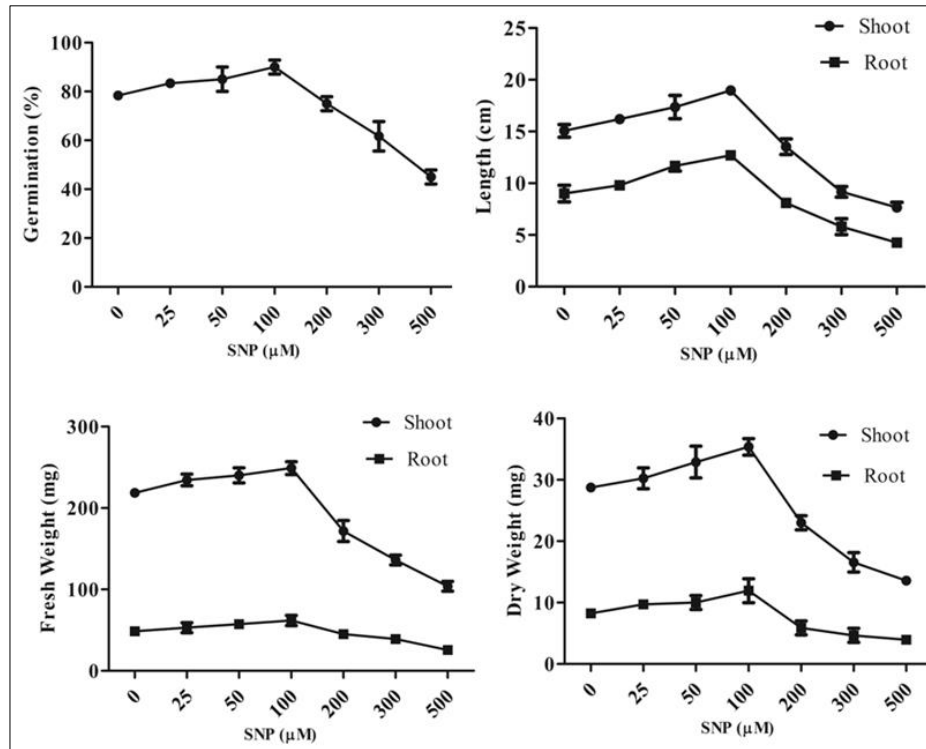 100
80
60
40
20
0
Germination (%)
0 25 50 100 200 300 500
SNP (µM)
25
20
15
10
5
0
Length (cm)
Shoot
Root
0 25 50 100 200 300 500
SNP (µM)
300
200
100
0
Fresh Weight (mg)
Shoot
Root
0 25 50 100 200 300 500
SNP (µM)
40
30
20
10
0
Dry Weight (mg)
Shoot
Root
0 25 50 100 200 300 500
SNP (µM)